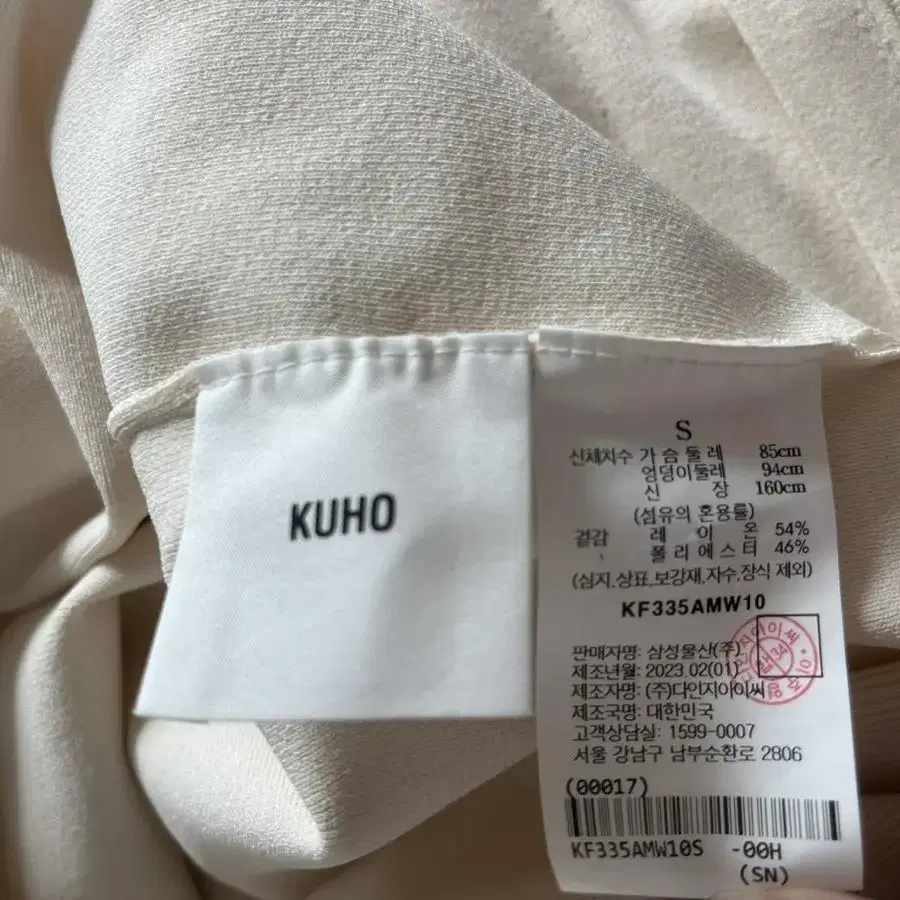 KUHO
S
신체치수 가슴둘레 85cm
엉덩이둘레 94cm
신 장 160cm
(섬유의 혼용률)
겉감 레 이 온 54%
폴 리 에 스 터 46%
(심지,상표,보강재,자수,장식 제외)
KF335AMW10
판매자명: 삼성물산(주)
제조년월: 2023.02(01)
제조자명: (주)다인지이이씨
제조국명: 대한민국
고객상담실: 1599-0007
서울 강남구 남부순환로 2806
(00017)
KF335AMW10S -00H
(SN)